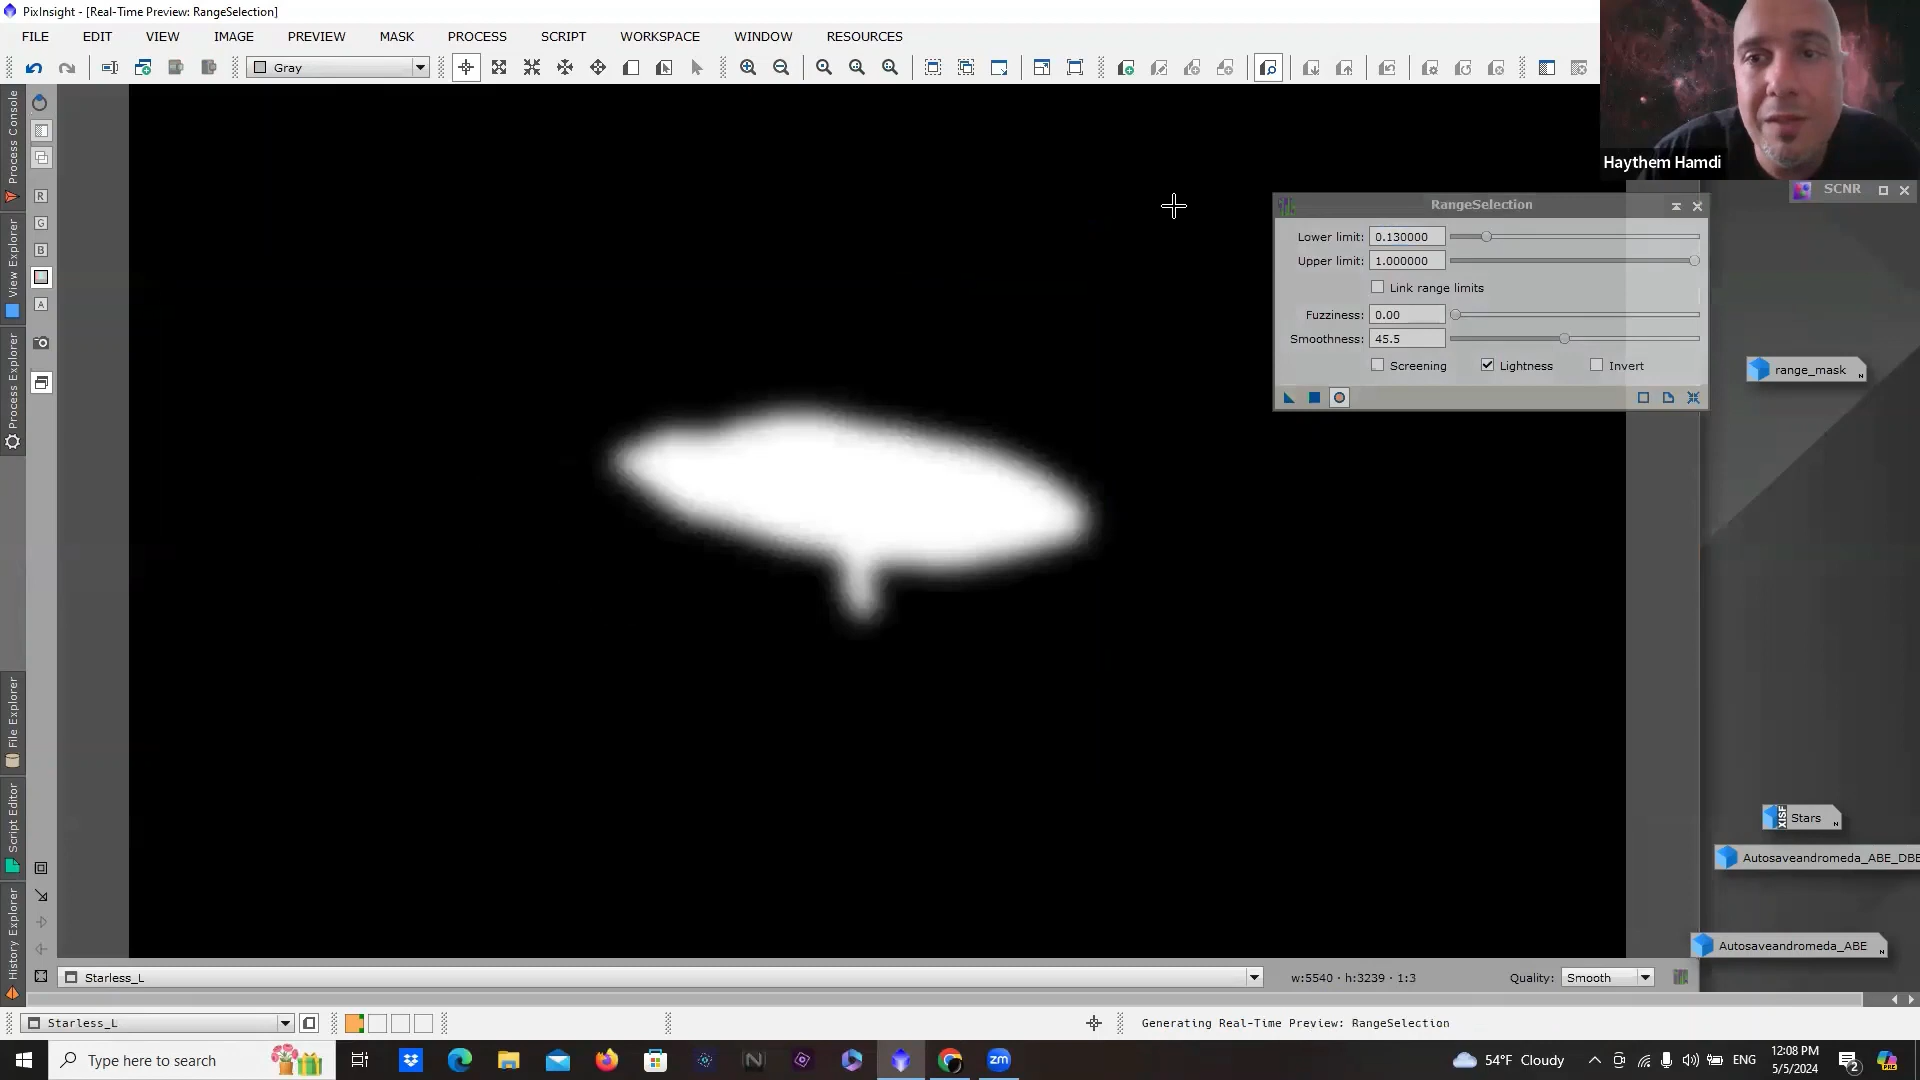 PixInsight - [Real-Time Preview: RangeSelection]
FILE EDIT VIEW IMAGE PREVIEW MASK PROCESS SCRIPT WORKSPACE WINDOW RESOURCES
Gray
Haythem Hamdi
SCNR
RangeSelection
Lower limit: 0.130000
Upper limit: 1.000000
Link range limits
Fuzziness: 0.00
Smoothness: 45.5
Screening Lightness Invert
range_mask
N
Process Console
View Explorer
Process Explorer
File Explorer
Script Editor
History Explorer
R
G
B
A
XISF Stars
N
Autosaveandromeda_ABE_DBE
Autosaveandromeda_ABE
N
Starless_L
w:5540 · h:3239 · 1:3
Quality: Smooth
Starless_L
Generating Real-Time Preview: RangeSelection
Type here to search
zm
54°F Cloudy
ENG
12:08 PM
5/5/2024
2
PRE